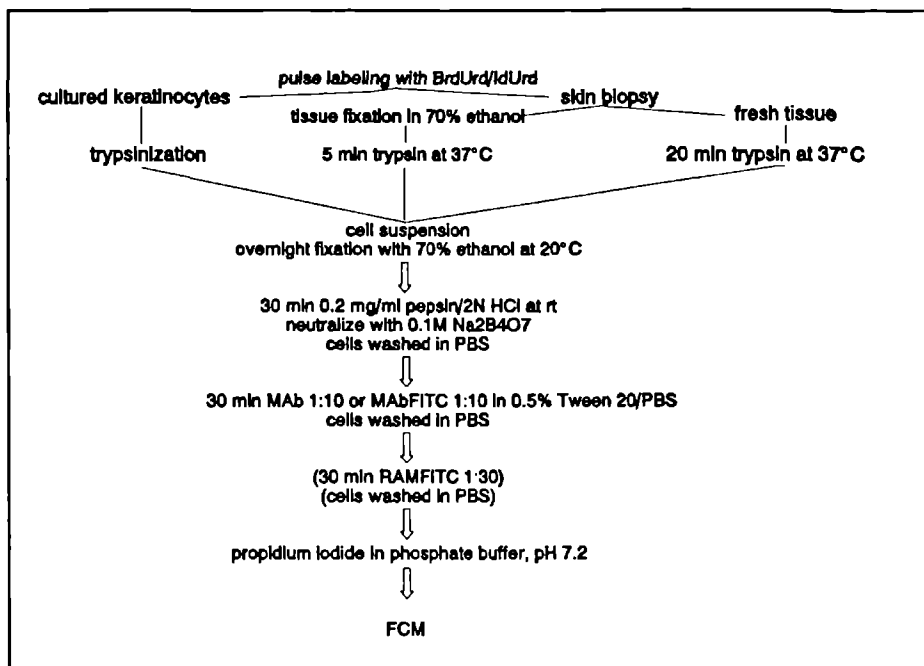 pulse labeling with BrdUrd/IdUrd
cultured keratinocytes
skin biopsy
tissue fixation in 70% ethanol
fresh tissue
trypsinization
5 min trypsin at 37°C
20 min trypsin at 37°C
cell suspension
overnight fixation with 70% ethanol at 20°C
30 min 0.2 mg/ml pepsin/2N HCl at rt
neutralize with 0.1M Na2B4O7
cells washed in PBS
30 min MAb 1:10 or MAbFITC 1:10 in 0.5% Tween 20/PBS
cells washed in PBS
(30 min RAMFITC 1:30)
(cells washed in PBS)
propidium iodide in phosphate buffer, pH 7.2
FCM